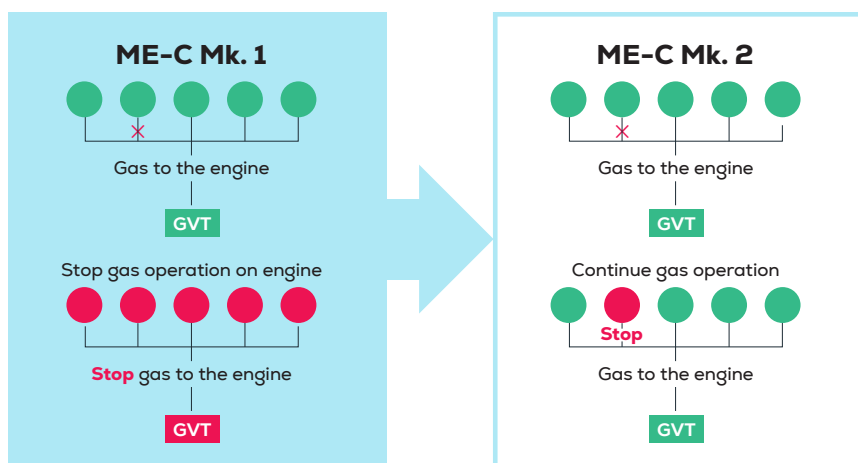 ME-C Mk. 1
Gas to the engine
GVT
Stop gas operation on engine
Stop gas to the engine
GVT
ME-C Mk. 2
Gas to the engine
GVT
Continue gas operation
Stop
Gas to the engine
GVT